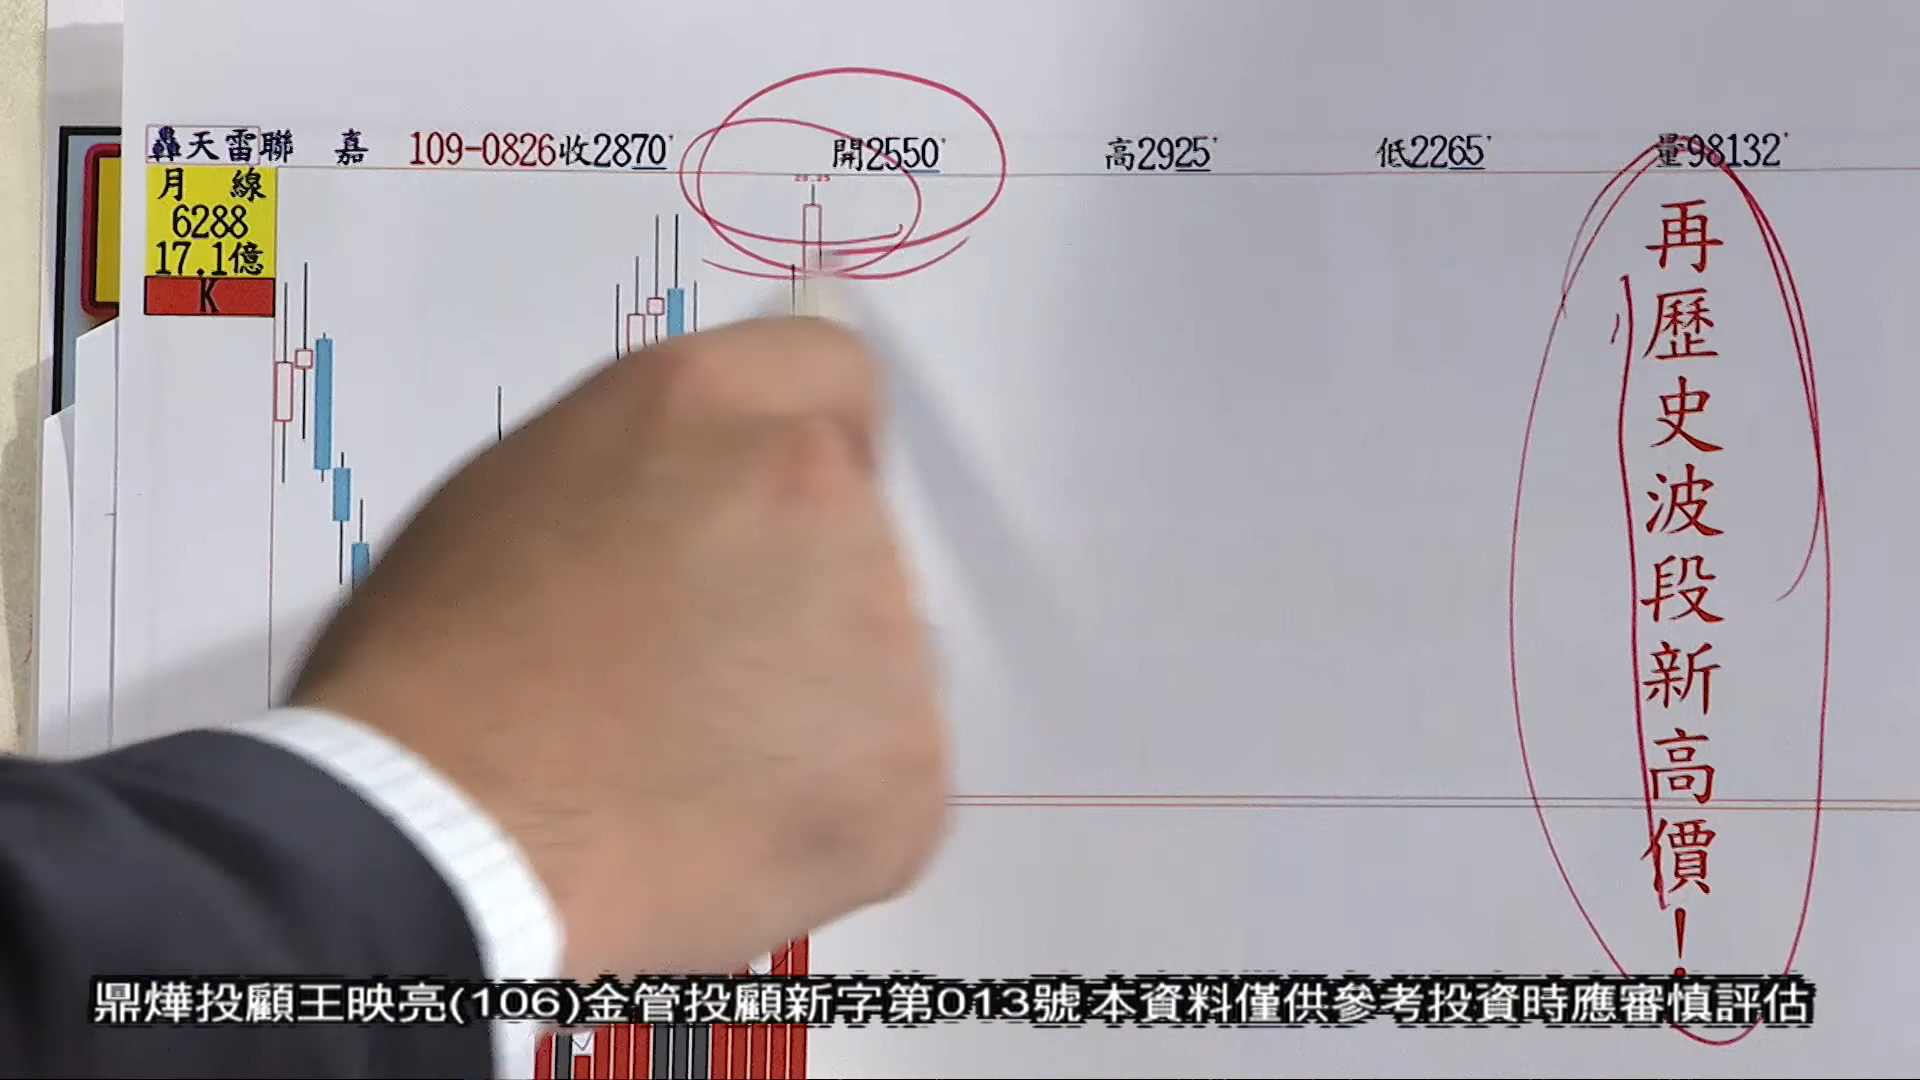 轟天雷聯 嘉 109-0826收2870 開2550 高2925 低2265 量98132
29.25
月 線
6288
17.1億
K
再歷史波段新高價!
鼎燁投顧王映亮(106)金管投顧新字第013號本資料僅供參考投資時應審慎評估